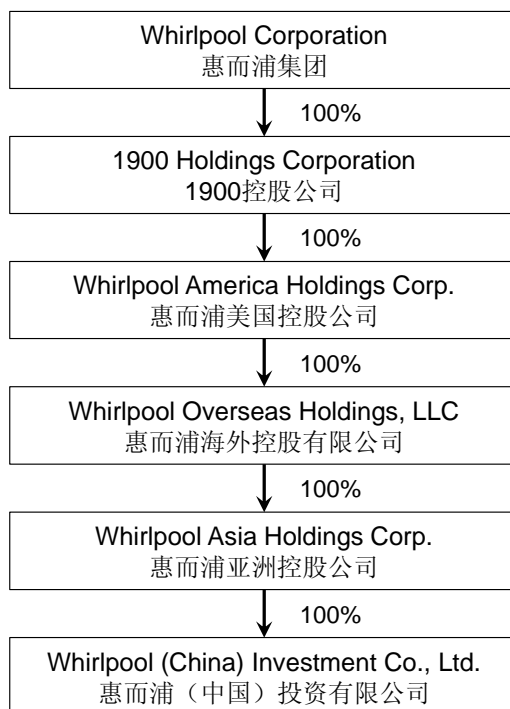 Whirlpool Corporation
惠而浦集团
100%
1900 Holdings Corporation
1900控股公司
100%
Whirlpool America Holdings Corp.
惠而浦美国控股公司
100%
Whirlpool Overseas Holdings, LLC
惠而浦海外控股有限公司
100%
Whirlpool Asia Holdings Corp.
惠而浦亚洲控股公司
100%
Whirlpool (China) Investment Co., Ltd.
惠而浦（中国）投资有限公司